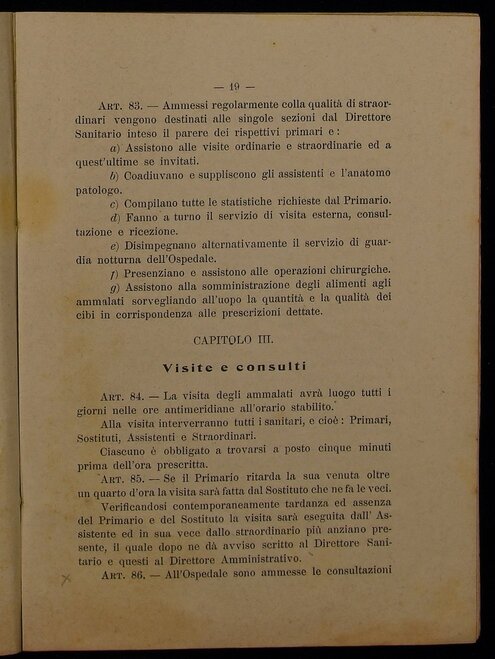 — 19 —
ART. 83. — Ammessi regolarmente colla qualità di straor-
dinari vengono destinati alle singole sezioni dal Direttore
Sanitario inteso il parere dei rispettivi primari e :
a) Assistono alle visite ordinarie e straordinarie ed a
quest'ultime se invitati.
b) Coadiuvano e suppliscono gli assistenti e l'anatomo
patologo.
c) Compilano tutte le statistiche richieste dal Primario.
d) Fanno a turno il servizio di visita esterna, consul-
tazione e ricezione.
e) Disimpegnano alternativamente il servizio di guar-
dia notturna dell'Ospedale.
f) Presenziano e assistono alle operazioni chirurgiche.
g) Assistono alla somministrazione degli alimenti agli
ammalati sorvegliando all'uopo la quantità e la qualità dei
cibi in corrispondenza alle prescrizioni dettate.
CAPITOLO III.
Visite e consulti
ART. 84. — La visita degli ammalati avrà luogo tutti i
giorni nelle ore antimeridiane all'orario stabilito.
Alla visita interverranno tutti i sanitari, e cioè : Primari,
Sostituti, Assistenti e Straordinari.
Ciascuno è obbligato a trovarsi a posto cinque minuti
prima dell'ora prescritta.
ART. 85. — Se il Primario ritarda la sua venuta oltre
un quarto d'ora la visita sarà fatta dal Sostituto che ne fa le veci.
Verificandosi contemporaneamente tardanza ed assenza
del Primario e del Sostituto la visita sarà eseguita dall' As-
sistente ed in sua vece dallo straordinario più anziano pre-
sente, il quale dopo ne dà avviso scritto al Direttore Sani-
tario e questi al Direttore Amministrativo.
ART. 86. — All'Ospedale sono ammesse le consultazioni